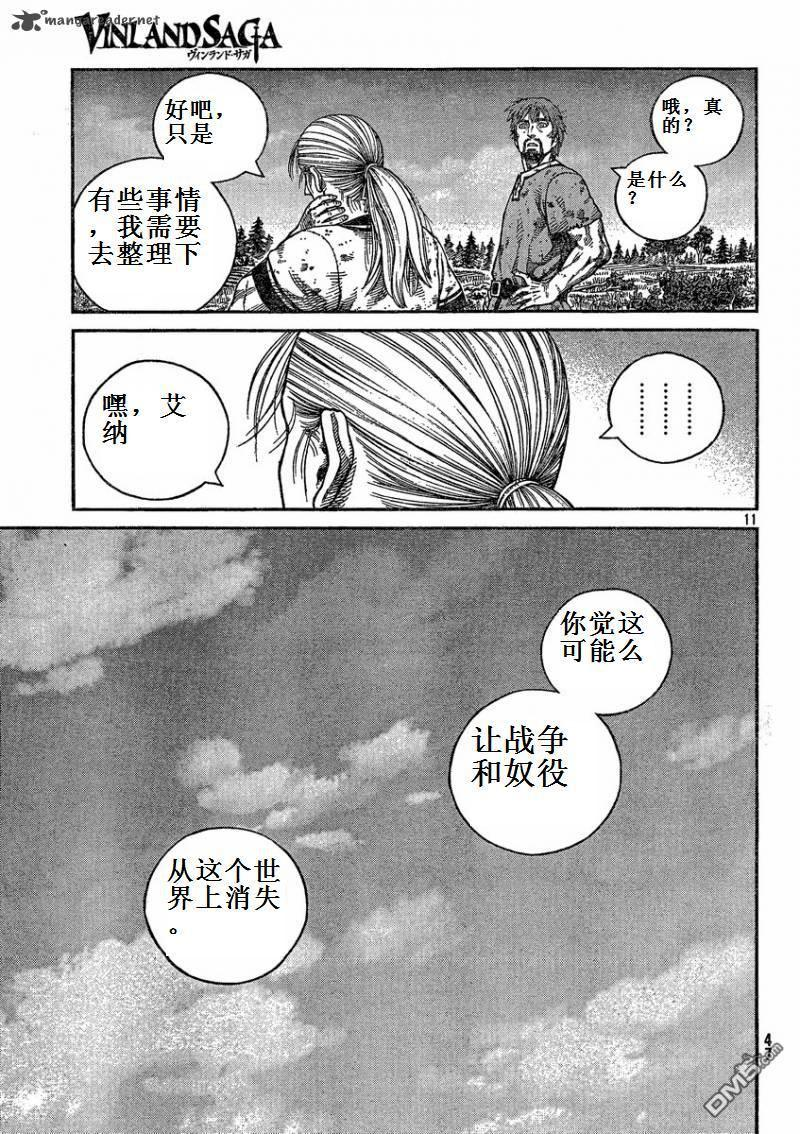 mangareader.net
VINLAND SAGA
ヴィンランド・サガ
哦，真
的？
是什么
？
好吧，
只是
有些事情
，我需要
去整理下
………
嘿，艾
纳
11
你觉这
可能么
让战争
和奴役
从这个世
界上消失
。
47